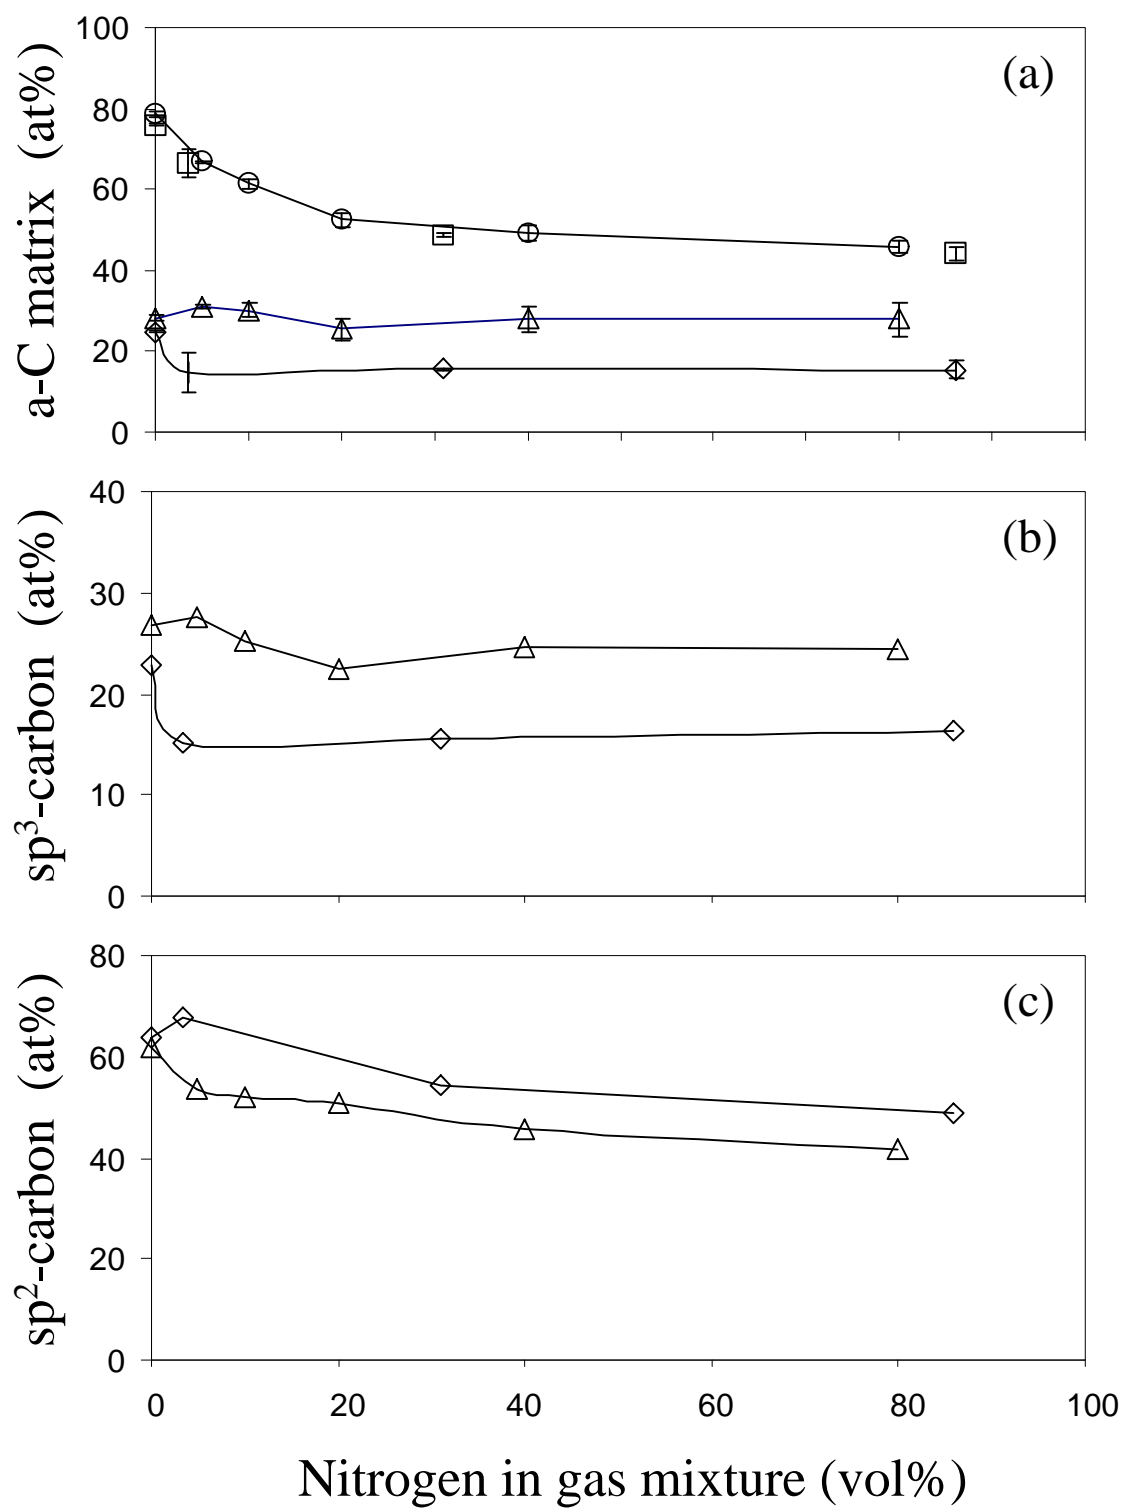 a-C matrix (at%)
100
80
60
40
20
0
(a)
sp³-carbon (at%)
40
30
20
10
0
(b)
sp²-carbon (at%)
80
60
40
20
0
(c)
0 20 40 60 80 100
Nitrogen in gas mixture (vol%)